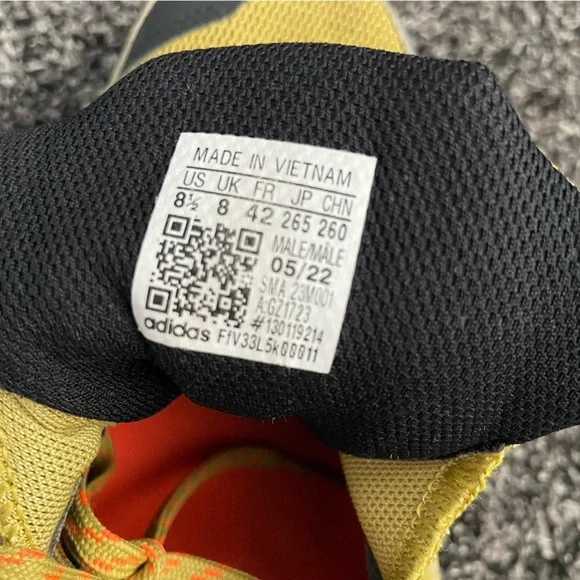 MADE IN VIETNAM
US UK FR JP CHN
8½ 8 42 265 260
MALE/MÂLE
05/22
SMA 23M001
A:GZ1723
#130119214
adidas F1V33L5k00011